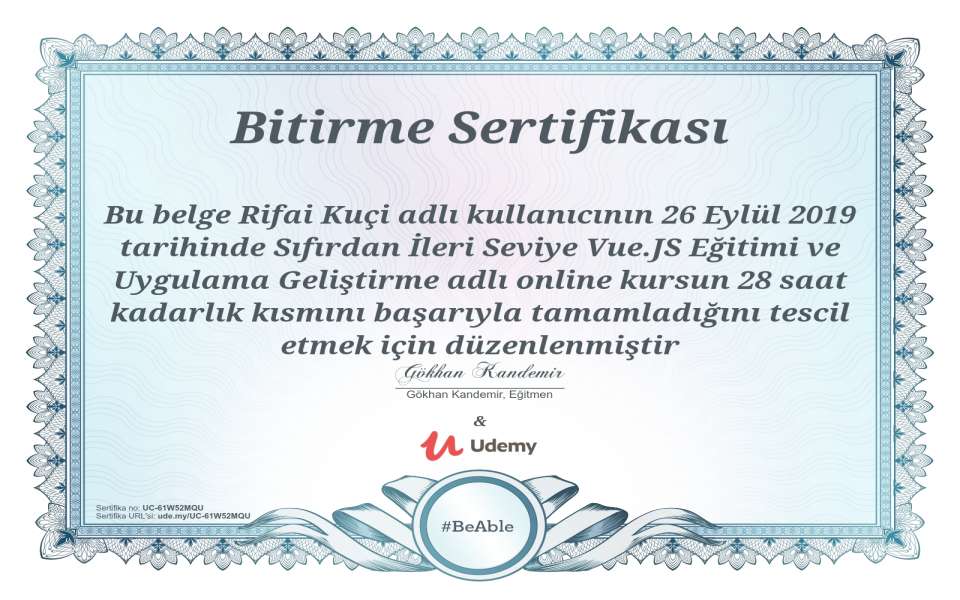 Bitirme Sertifikası
Bu belge Rifai Kuçi adlı kullanıcının 26 Eylül 2019
tarihinde Sıfırdan İleri Seviye Vue.JS Eğitimi ve
Uygulama Geliştirme adlı online kursun 28 saat
kadarlık kısmını başarıyla tamamladığını tescil
etmek için düzenlenmiştir
Gökhan Kandemir
Gökhan Kandemir, Eğitmen
&
Udemy
Sertifika no: UC-61W52MQU
Sertifika URL'si: ude.my/UC-61W52MQU
#BeAble